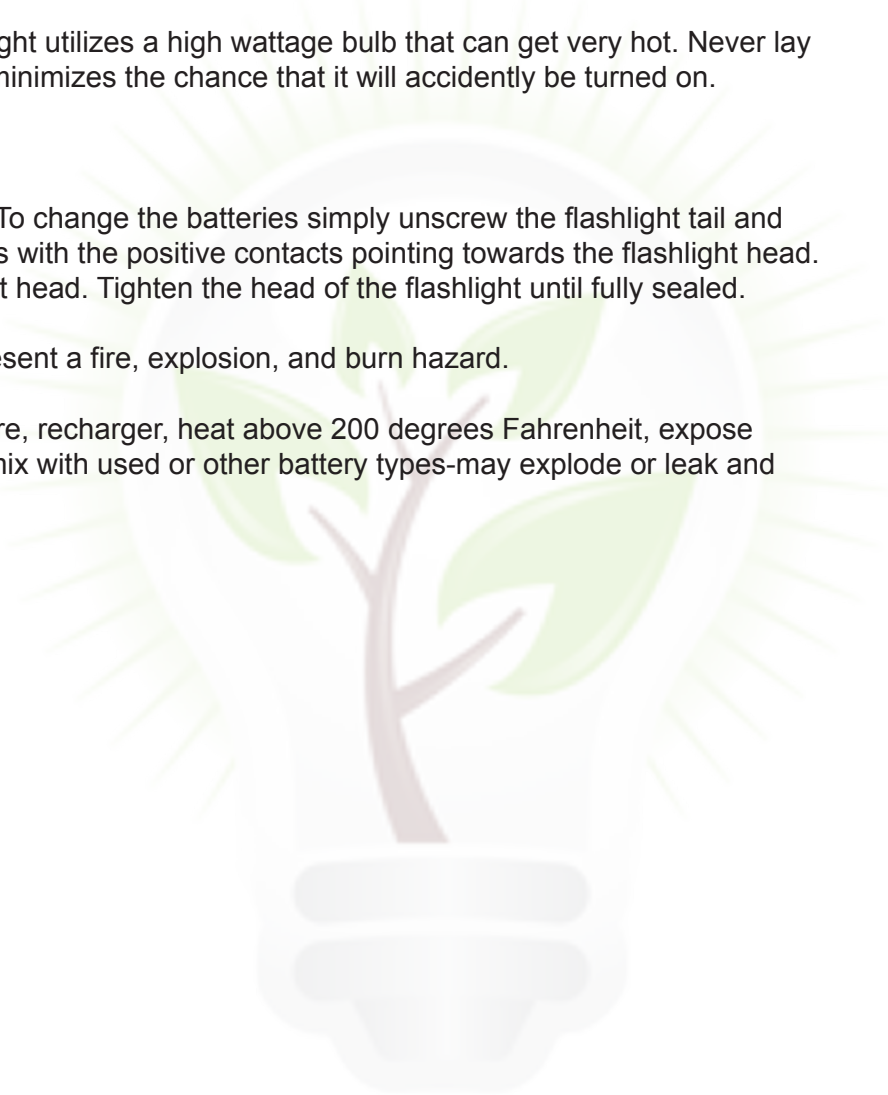 ght utilizes a high wattage bulb that can get very hot. Never lay
minimizes the chance that it will accidently be turned on.
To change the batteries simply unscrew the flashlight tail and
s with the positive contacts pointing towards the flashlight head.
t head. Tighten the head of the flashlight until fully sealed.
esent a fire, explosion, and burn hazard.
re, recharger, heat above 200 degrees Fahrenheit, expose
mix with used or other battery types-may explode or leak and